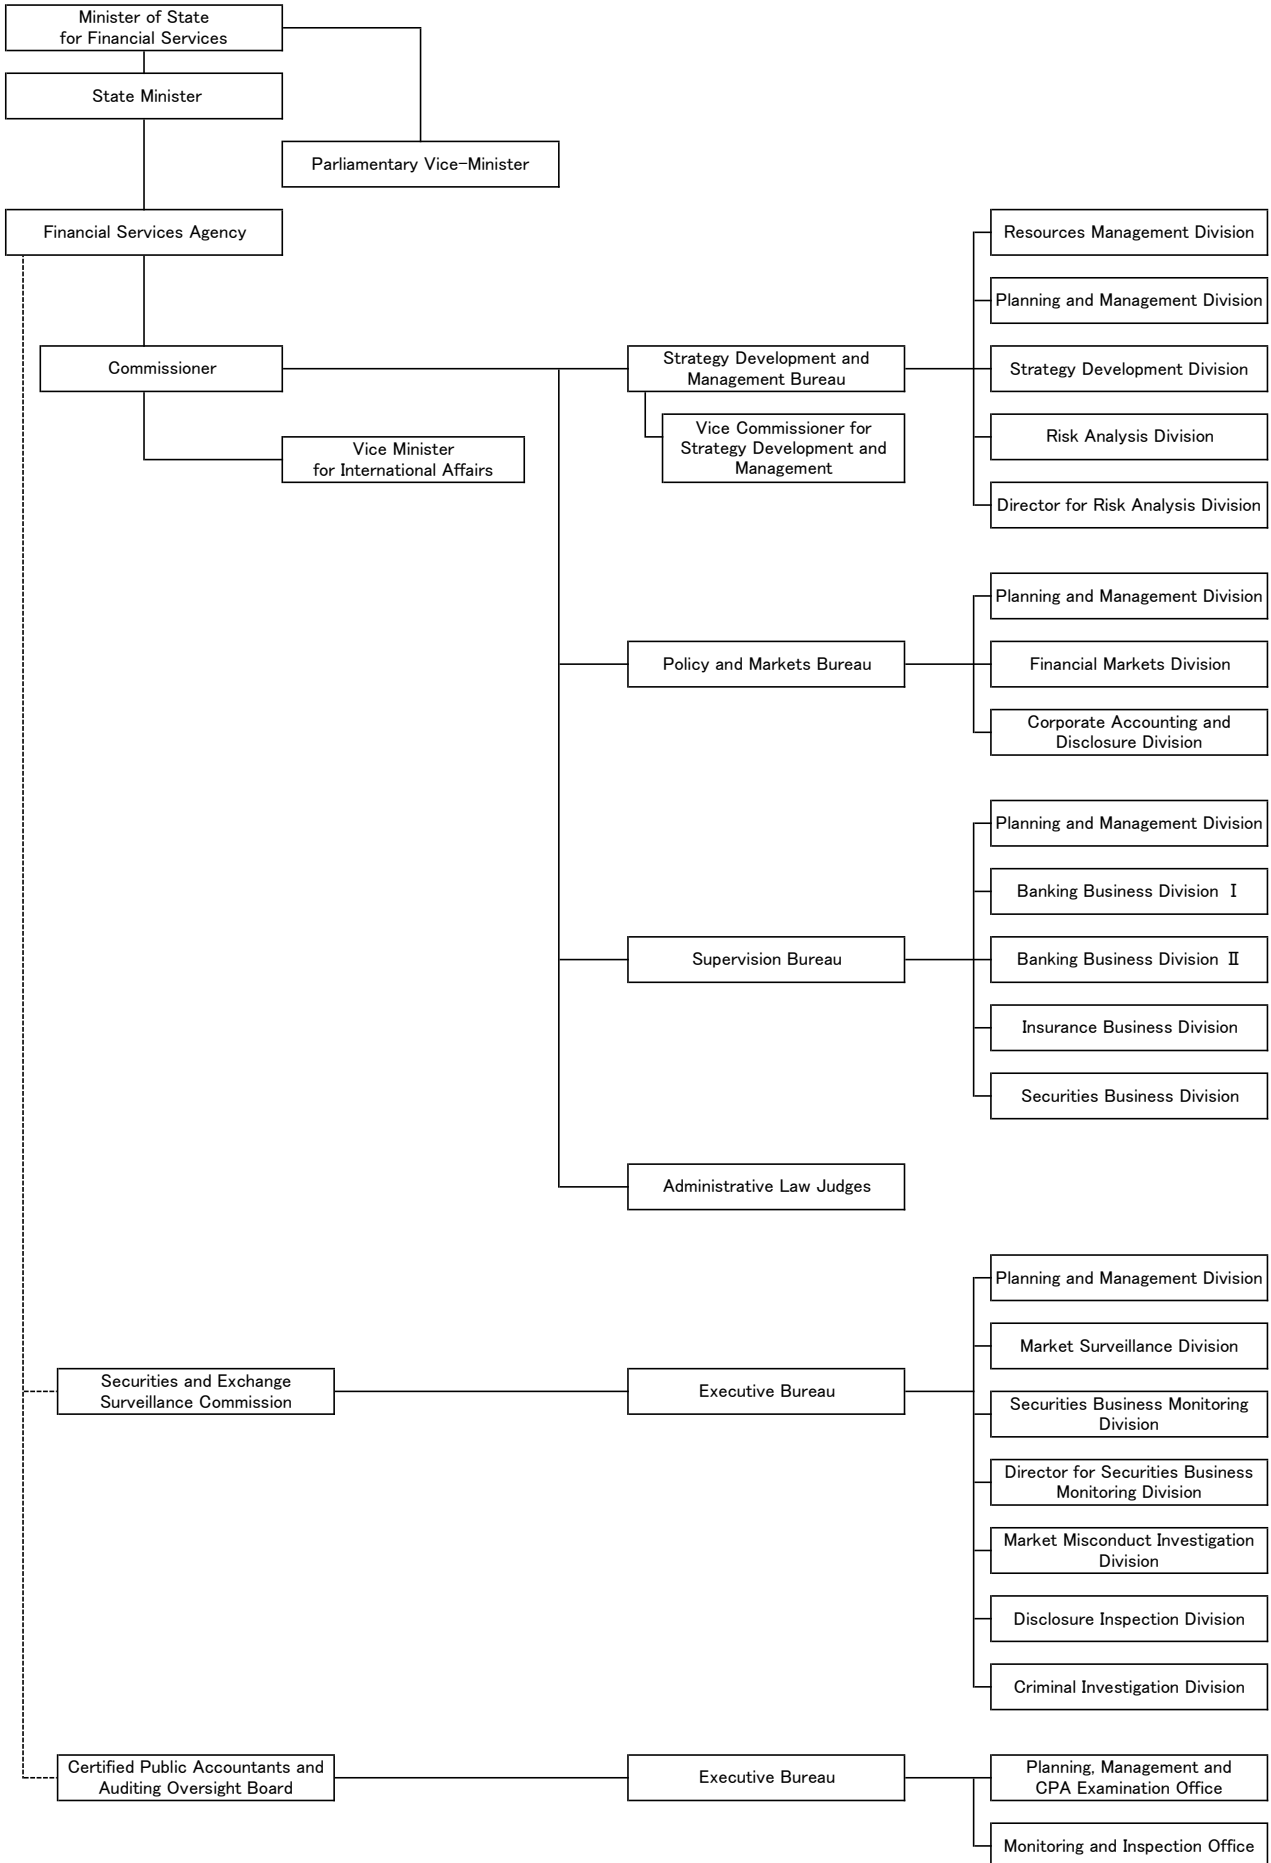 Minister of State
for Financial Services
State Minister
Parliamentary Vice-Minister
Financial Services Agency
Resources Management Division
Planning and Management Division
Commissioner
Strategy Development and
Management Bureau
Strategy Development Division
Vice Commissioner for
Strategy Development and
Management
Risk Analysis Division
Vice Minister
for International Affairs
Director for Risk Analysis Division
Planning and Management Division
Policy and Markets Bureau
Financial Markets Division
Corporate Accounting and
Disclosure Division
Planning and Management Division
Banking Business Division Ⅰ
Supervision Bureau
Banking Business Division Ⅱ
Insurance Business Division
Securities Business Division
Administrative Law Judges
Planning and Management Division
Market Surveillance Division
Securities and Exchange
Surveillance Commission
Executive Bureau
Securities Business Monitoring
Division
Director for Securities Business
Monitoring Division
Market Misconduct Investigation
Division
Disclosure Inspection Division
Criminal Investigation Division
Certified Public Accountants and
Auditing Oversight Board
Executive Bureau
Planning, Management and
CPA Examination Office
Monitoring and Inspection Office